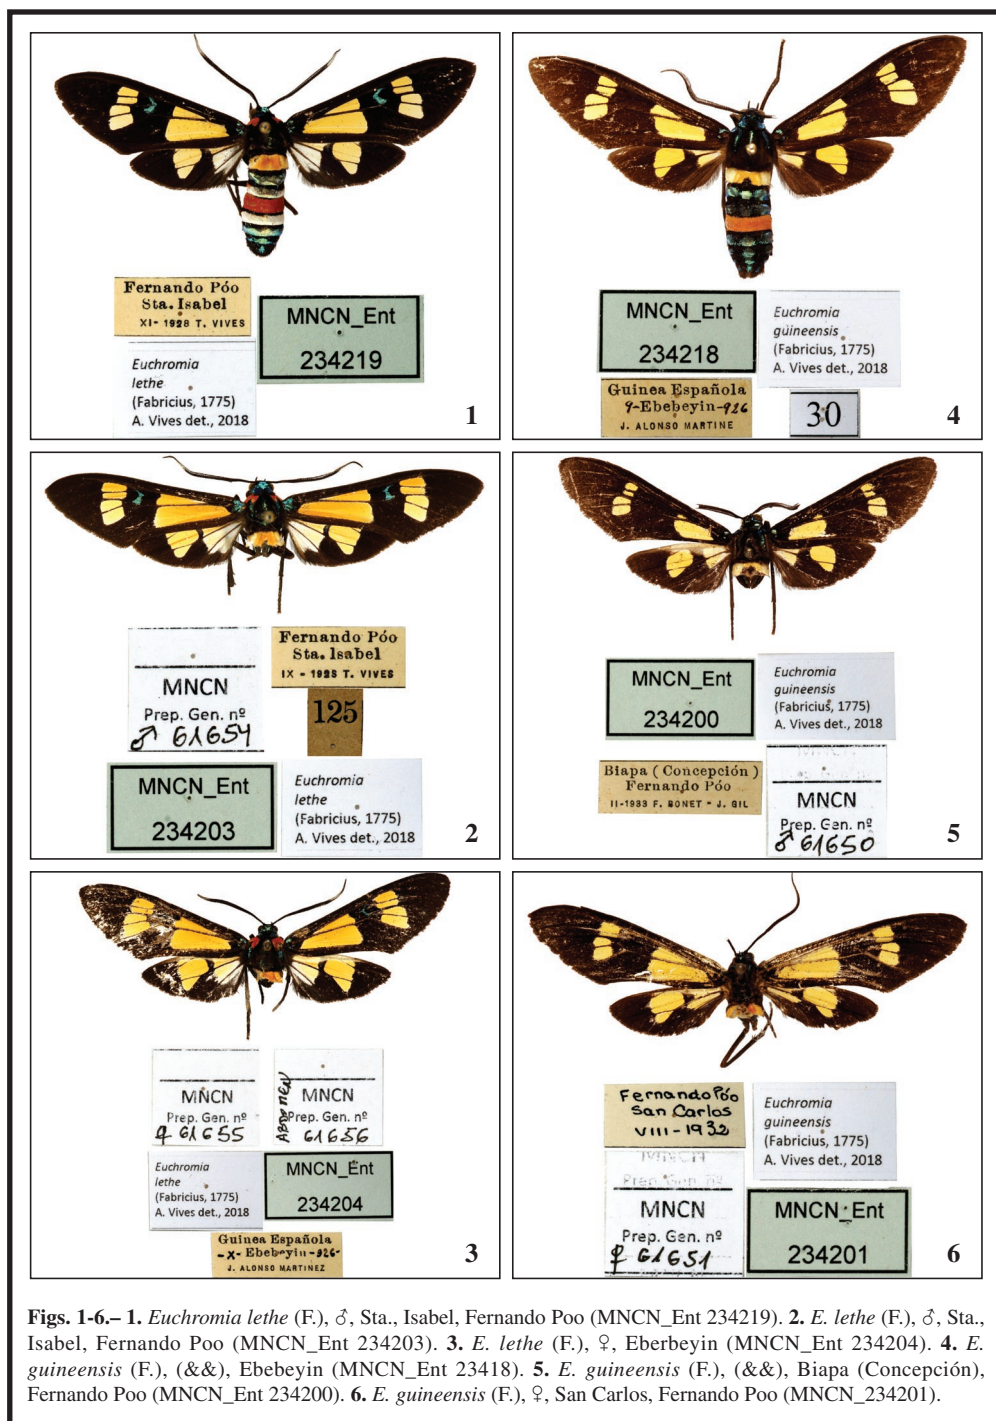 Fernando Póo
Sta. Isabel
XI - 1928 T. VIVES
MNCN_Ent
234219
Euchromia
lethe
(Fabricius, 1775)
A. Vives det., 2018
1
MNCN_Ent
234218
Euchromia
guineensis
(Fabricius, 1775)
A. Vives det., 2018
Guinea Española
9-Ebebeyin-926
J. ALONSO MARTINE
30
4
MNCN
Prep. Gen. nº
♂ 61654
Fernando Póo
Sta. Isabel
IX - 1928 T. VIVES
125
MNCN_Ent
234203
Euchromia
lethe
(Fabricius, 1775)
A. Vives det., 2018
2
MNCN_Ent
234200
Euchromia
guineensis
(Fabricius, 1775)
A. Vives det., 2018
Biapa (Concepción)
Fernando Póo
II-1933 F. BONET - J. GIL
MNCN
Prep. Gen. nº
♂ 61650
5
MNCN
Prep. Gen. nº
♀ 61655
ABDOMEN
MNCN
Prep. Gen. nº
61656
Euchromia
lethe
(Fabricius, 1775)
A. Vives det., 2018
MNCN_Ent
234204
Guinea Española
-X- Ebebeyin-926-
J. ALONSO MARTINEZ
3
Fernando Póo
San Carlos
VIII-1932
Euchromia
guineensis
(Fabricius, 1775)
A. Vives det., 2018
MNCN
Prep. Gen. nº
MNCN
Prep. Gen. nº
♀ 61651
MNCN_Ent
234201
6
Figs. 1-6.– 1. Euchromia lethe (F.), ♂, Sta., Isabel, Fernando Poo (MNCN_Ent 234219). 2. E. lethe (F.), ♂, Sta.,
Isabel, Fernando Poo (MNCN_Ent 234203). 3. E. lethe (F.), ♀, Eberbeyin (MNCN_Ent 234204). 4. E.
guineensis (F.), (&&), Ebebeyin (MNCN_Ent 23418). 5. E. guineensis (F.), (&&), Biapa (Concepción),
Fernando Poo (MNCN_Ent 234200). 6. E. guineensis (F.), ♀, San Carlos, Fernando Poo (MNCN_234201).